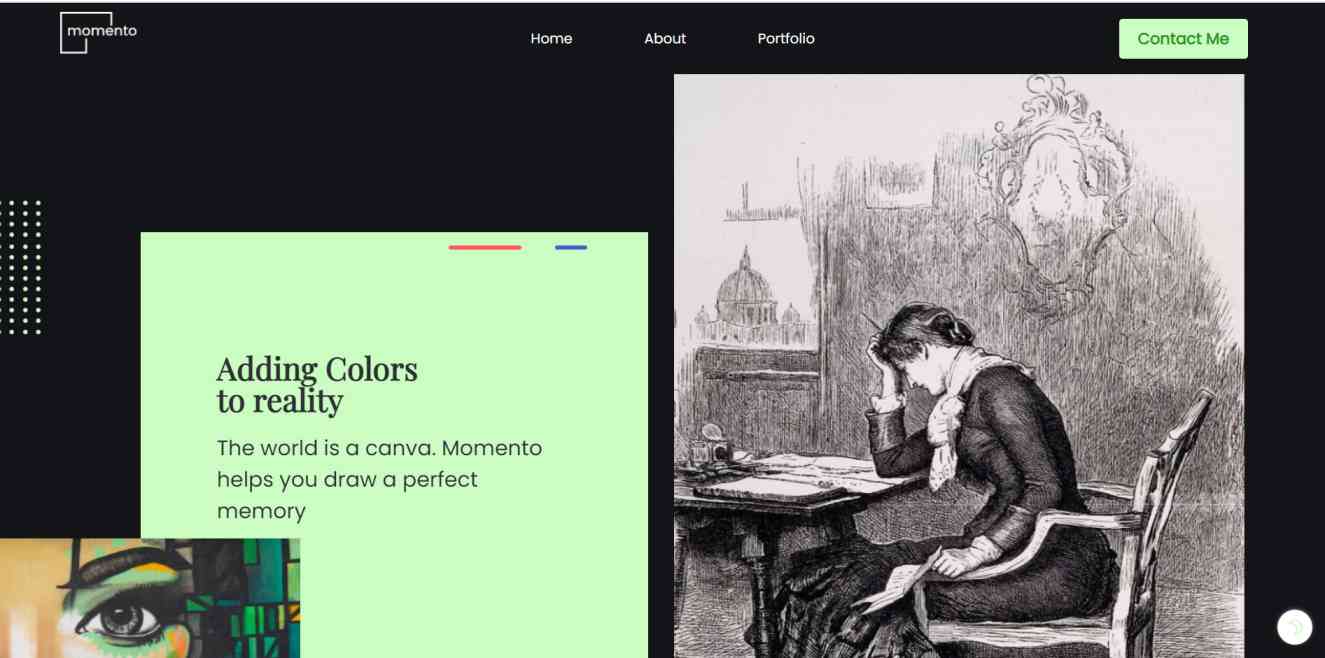 momento
Home
About
Portfolio
Contact Me
Adding Colors
to reality
The world is a canva. Momento
helps you draw a perfect
memory